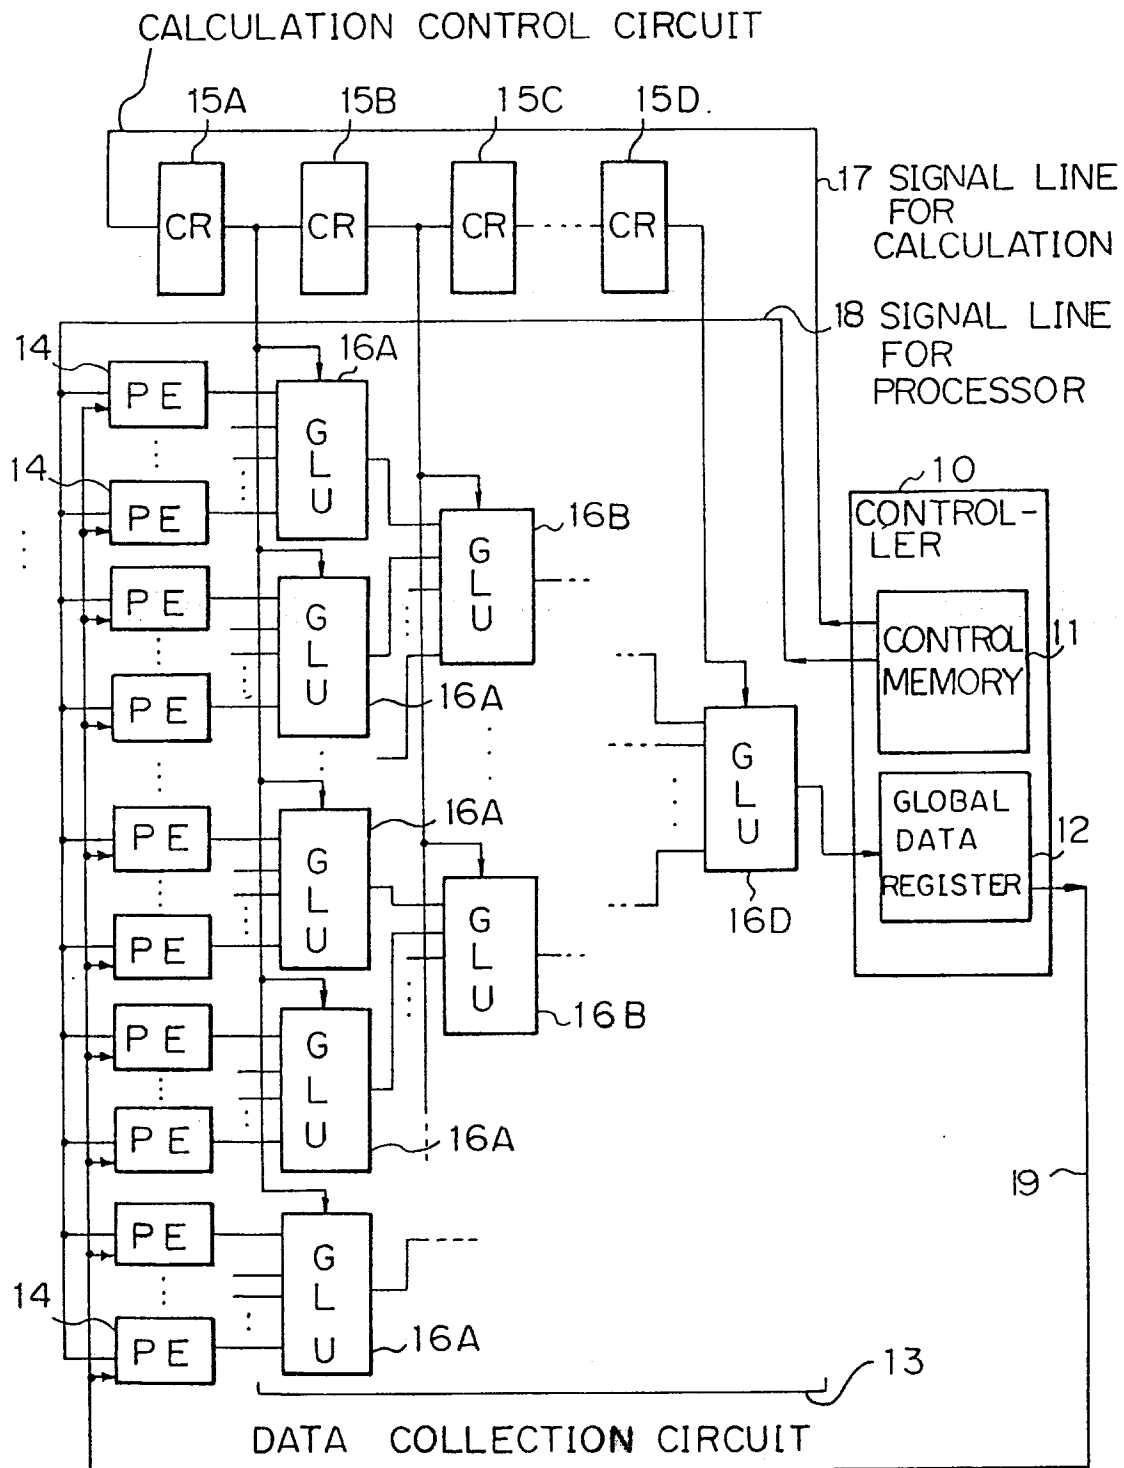 CALCULATION CONTROL CIRCUIT
15A
15B
15C
15D.
CR
CR
CR
CR
17 SIGNAL LINE
FOR
CALCULATION
18 SIGNAL LINE
FOR
PROCESSOR
14
PE
16A
GLU
14
PE
16B
GLU
PE
GLU
PE
16A
10
CONTROL-
LER
CONTROL
MEMORY
11
GLU
16D
GLOBAL
DATA
REGISTER
12
PE
16A
GLU
PE
GLU
16B
PE
GLU
PE
16A
19
PE
GLU
14
PE
16A
13
DATA COLLECTION CIRCUIT